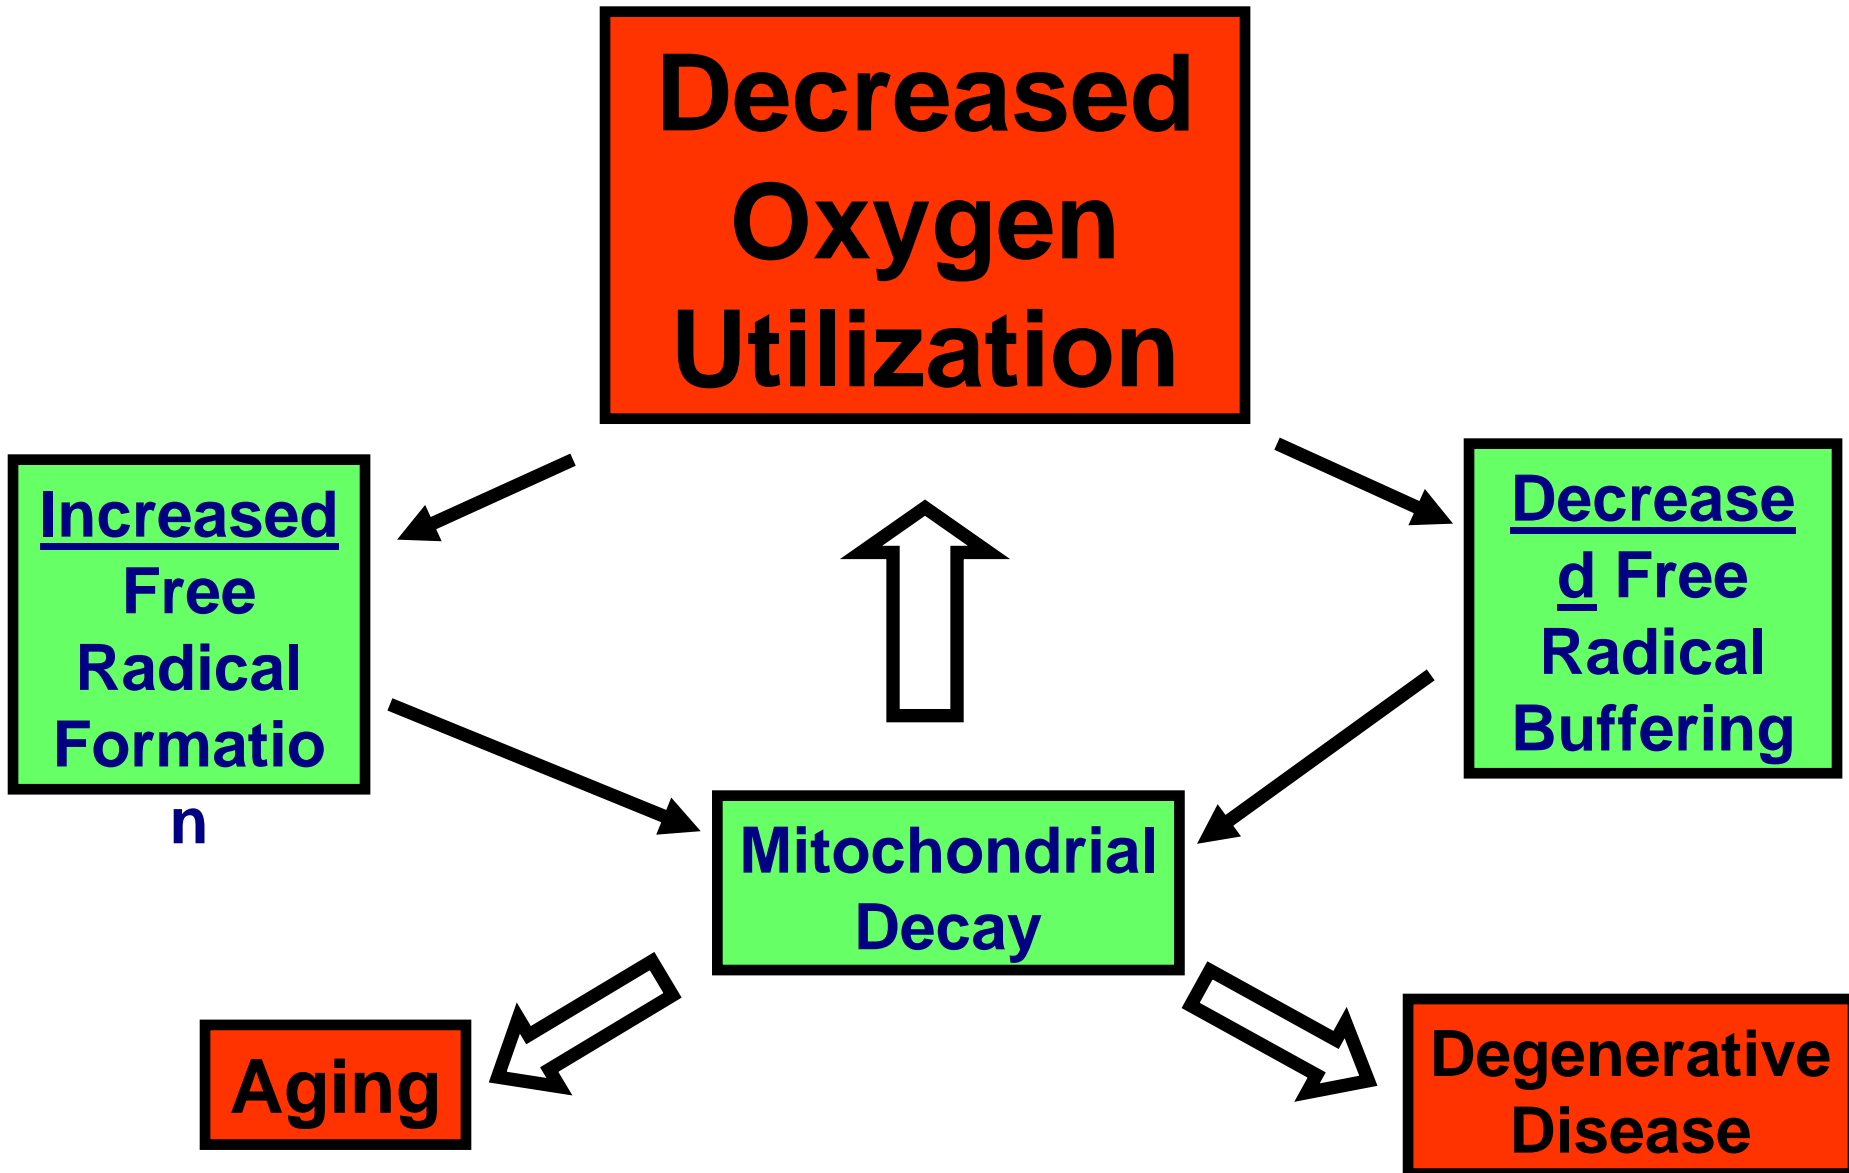 Decreased
Oxygen
Utilization
Increased
Free
Radical
Formatio
n
Decrease
d Free
Radical
Buffering
Mitochondrial
Decay
Aging
Degenerative
Disease